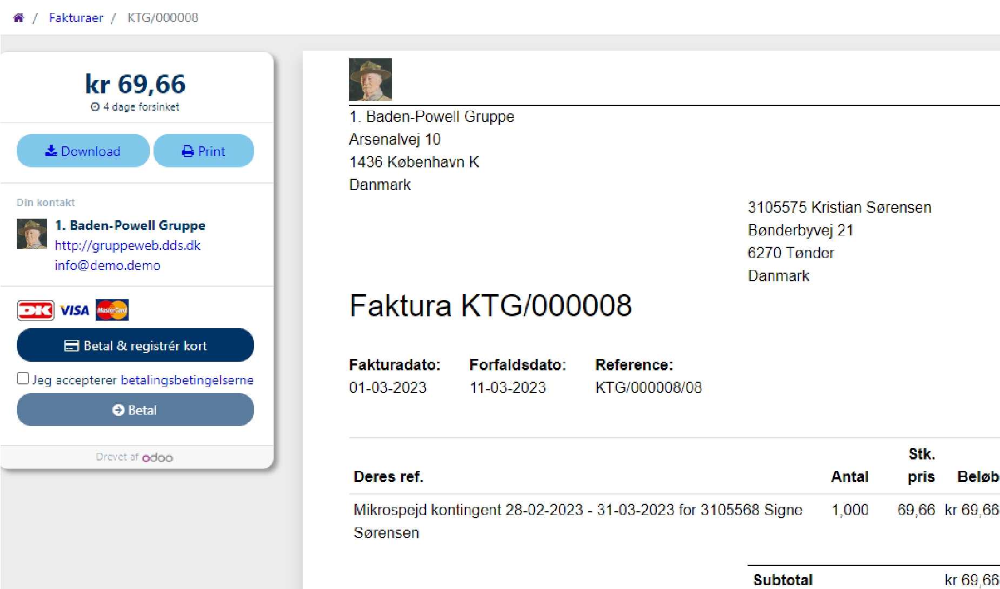 / Fakturaer / KTG/000008
kr 69,66
4 dage forsinket
Download
Print
Din kontakt
1. Baden-Powell Gruppe
http://gruppeweb.dds.dk
info@demo.demo
DK VISA MasterCard
Betal & registrér kort
Jeg accepterer betalingsbetingelserne
Betal
Drevet af odoo
1. Baden-Powell Gruppe
Arsenalvej 10
1436 København K
Danmark
3105575 Kristian Sørensen
Bønderbyvej 21
6270 Tønder
Danmark
Faktura KTG/000008
Fakturadato: Forfaldsdato: Reference:
01-03-2023 11-03-2023 KTG/000008/08
Stk.
Deres ref. Antal pris Beløb
Mikrospejd kontingent 28-02-2023 - 31-03-2023 for 3105568 Signe 1,000 69,66 kr 69,66
Sørensen
Subtotal kr 69,66